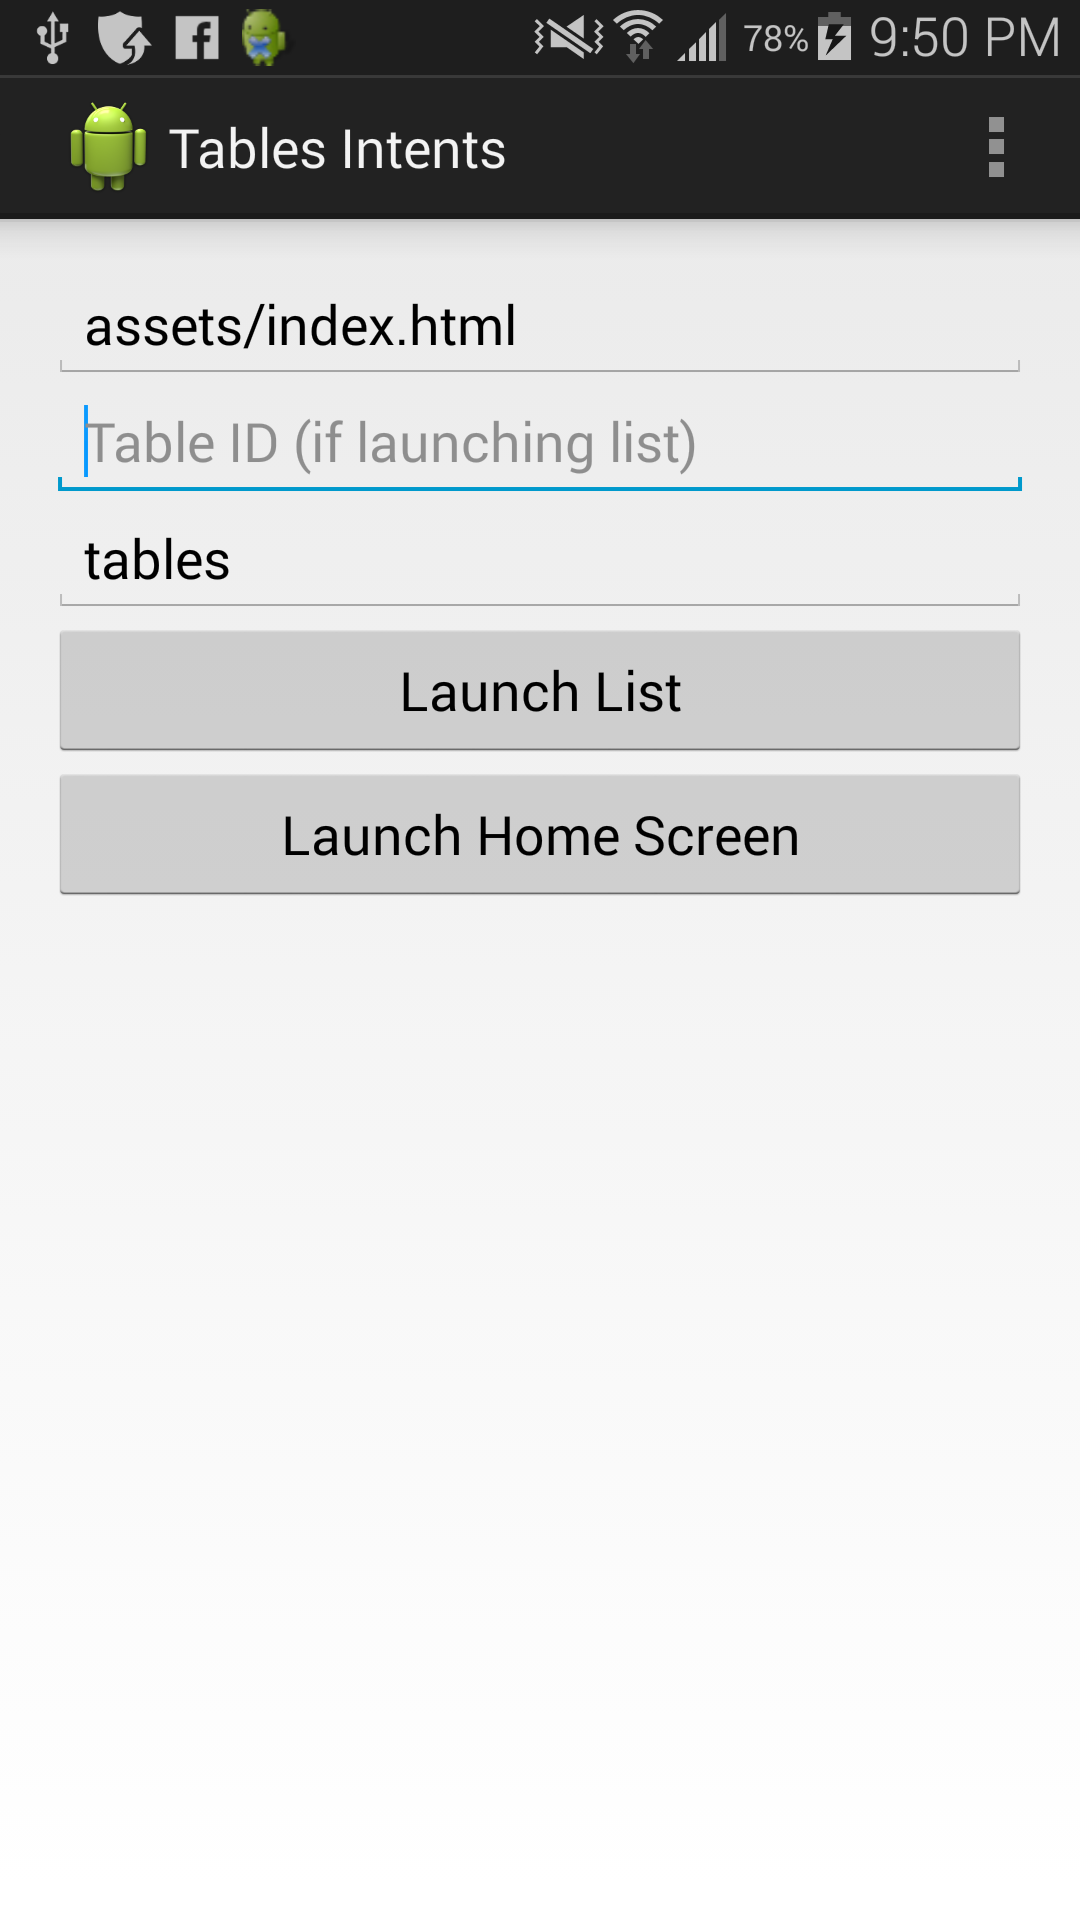 78% 9:50 PM
Tables Intents
assets/index.html
Table ID (if launching list)
tables
Launch List
Launch Home Screen